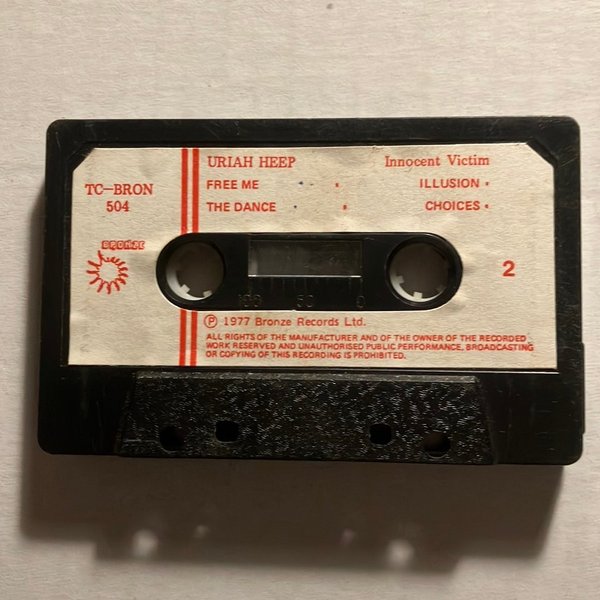 URIAH HEEP Innocent Victim
TC-BRON
504
FREE ME ILLUSION
THE DANCE CHOICES
BRONZE
2
100 50 0
℗ 1977 Bronze Records Ltd.
ALL RIGHTS OF THE MANUFACTURER AND OF THE OWNER OF THE RECORDED
WORK RESERVED AND UNAUTHORISED PUBLIC PERFORMANCE, BROADCASTING
OR COPYING OF THIS RECORDING IS PROHIBITED.